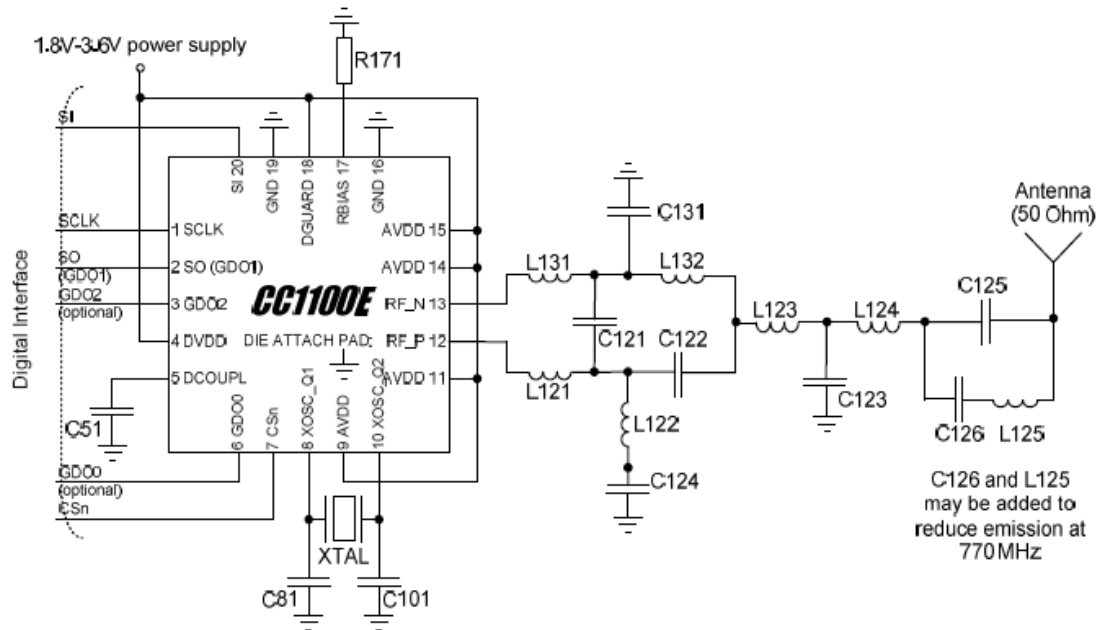 1.8V-3.6V power supply
R171
SI
SI 20
GND 19
DGUARD 18
RBIAS 17
GND 16
SCLK
1 SCLK
AVDD 15
SO
(GDO1)
2 SO (GDO1)
AVDD 14
GDO2
(optional)
3 GDO2
CC1100E
RF_N 13
4 DVDD
DIE ATTACH PAD:
RF_P 12
5 DCOUPL
AVDD 11
6 GDO0
7 CSn
8 XOSC_Q1
9 AVDD
10 XOSC_Q2
Digital Interface
C51
GDO0
(optional)
CSn
XTAL
C81
C101
C131
L131
L132
C121
C122
L121
L122
C124
L123
L124
C123
Antenna
(50 Ohm)
C125
C126
L125
C126 and L125
may be added to
reduce emission at
770MHz